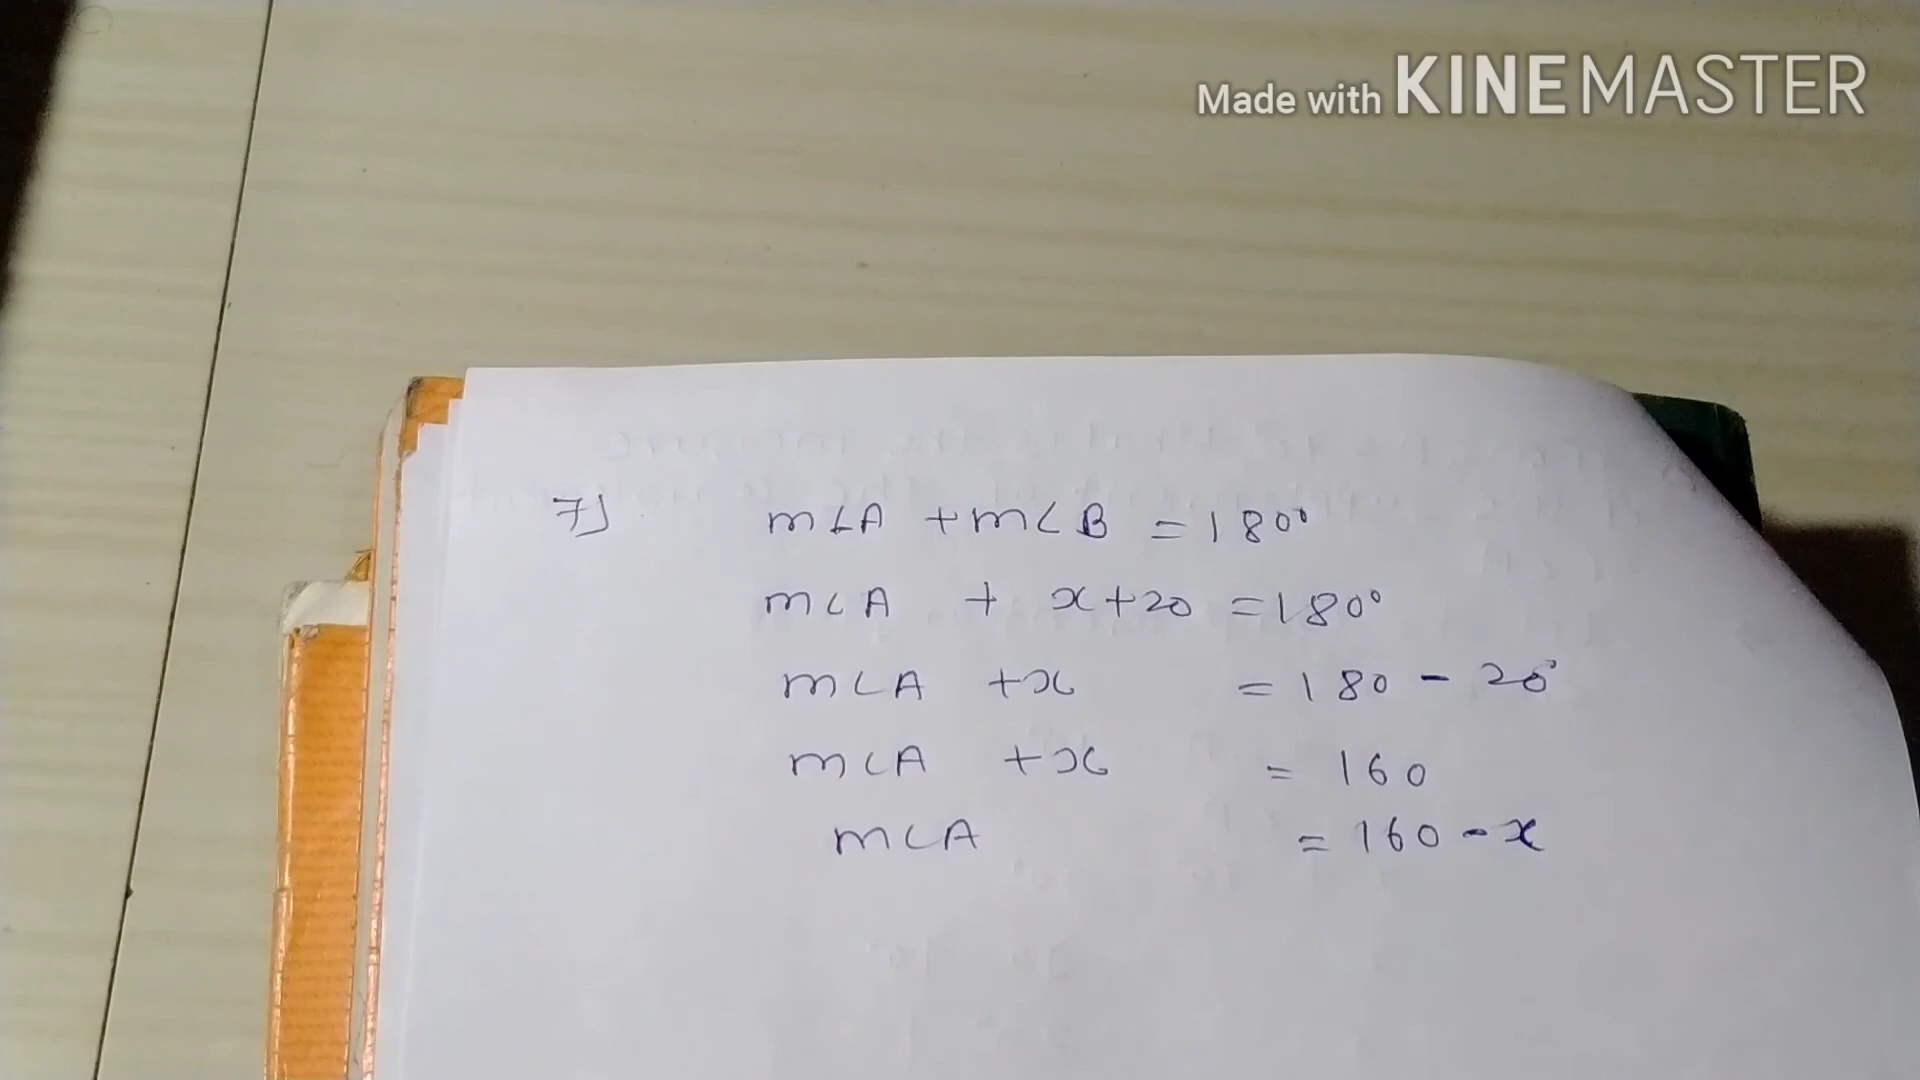 Made with KINEMASTER
7) m∠A + m∠B = 180°
m∠A + x+20 = 180°
m∠A +x = 180 - 20°
m∠A +x = 160
m∠A = 160 - x